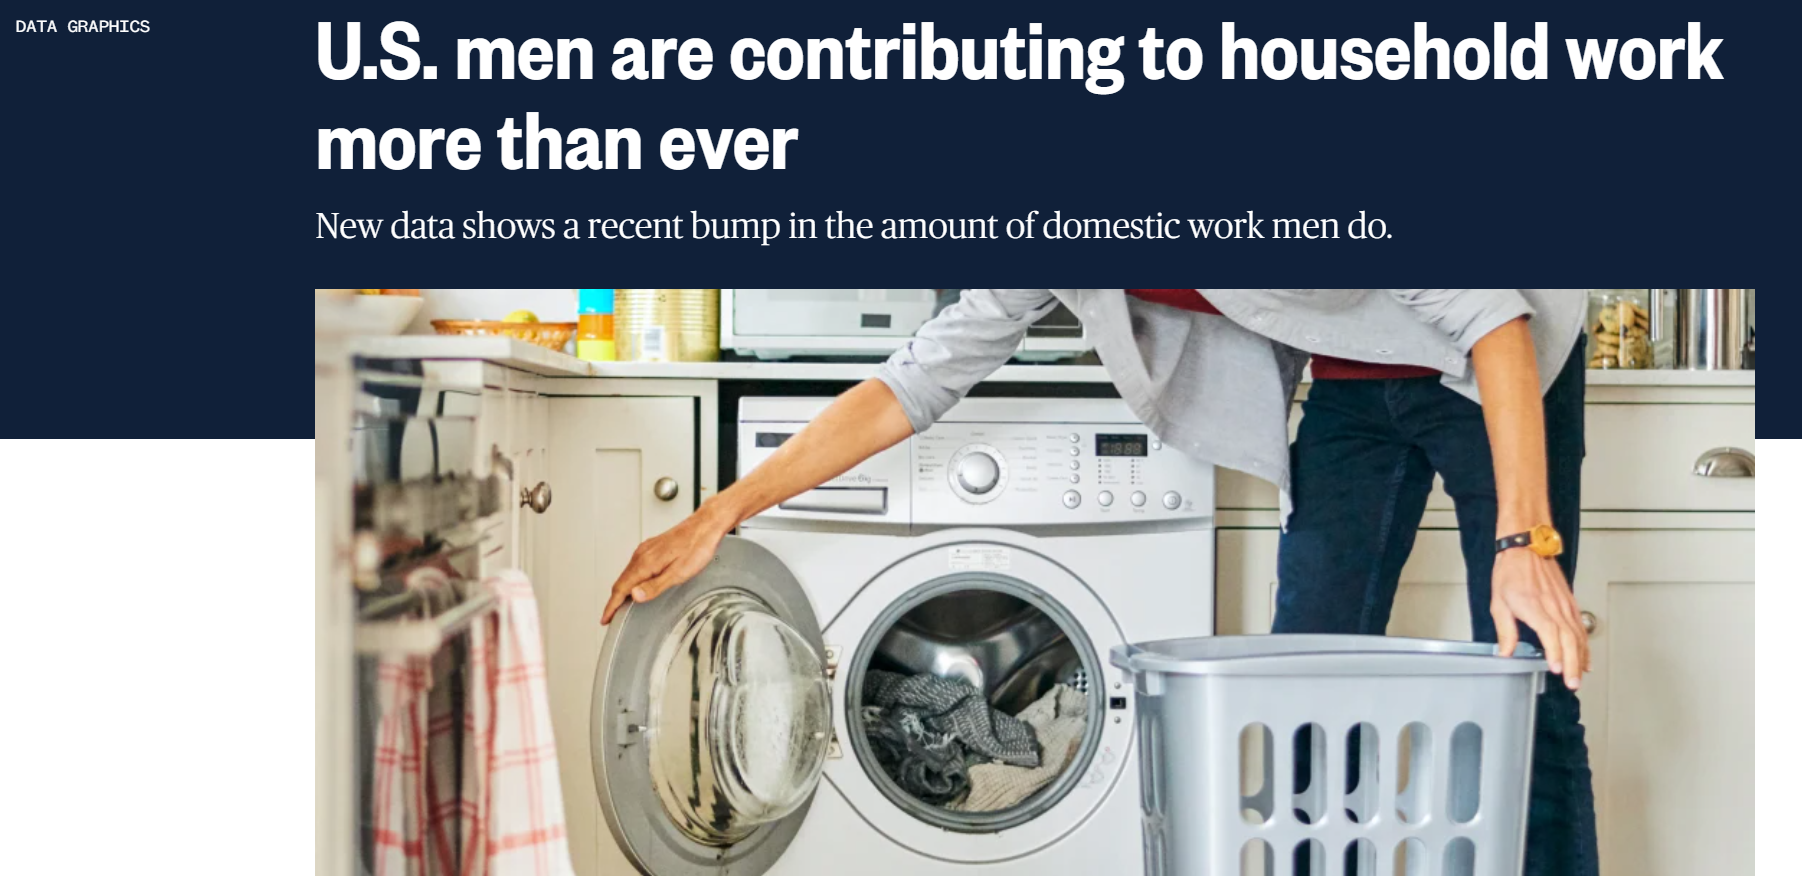 DATA GRAPHICS
U.S. men are contributing to household work
more than ever
New data shows a recent bump in the amount of domestic work men do.